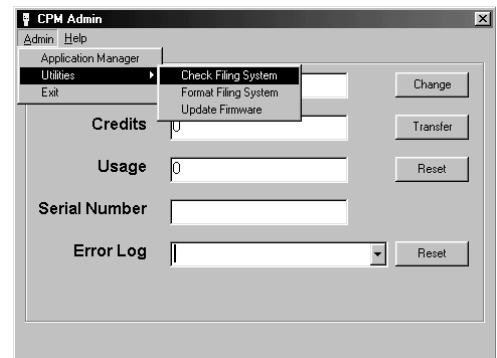 CPM Admin
Admin Help
Application Manager
Utilities
Exit
Check Filing System
Format Filing System
Update Firmware
Change
Credits 0 Transfer
Usage 0 Reset
Serial Number
Error Log Reset